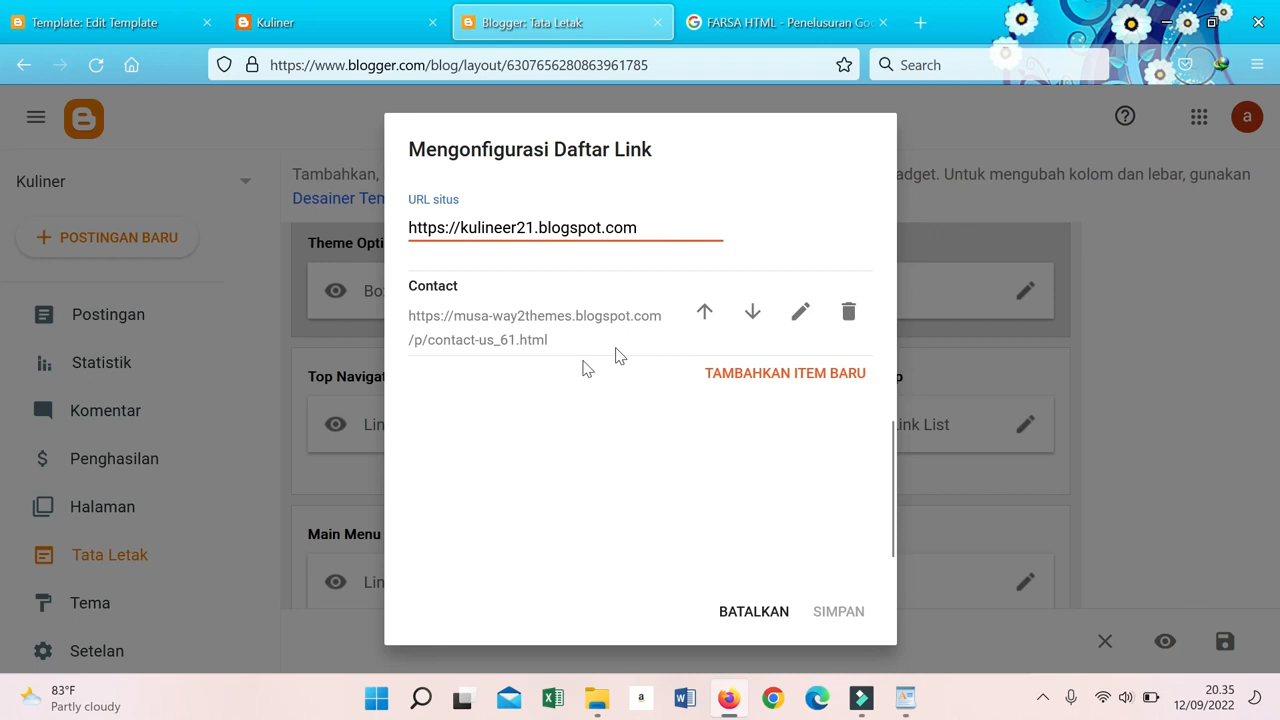 Template: Edit Template
Kuliner
Blogger: Tata Letak
FARSA HTML - Penelusuran Goo
https://www.blogger.com/blog/layout/6307656280863961785
Search
a
Kuliner
POSTINGAN BARU
Postingan
Statistik
Komentar
Penghasilan
Halaman
Tata Letak
Tema
Setelan
Tambahkan,
adget. Untuk mengubah kolom dan lebar, gunakan
Desainer Tem
Theme Opti
Bo
Top Navigat
Lin
p
ink List
Main Menu
Lin
Mengonfigurasi Daftar Link
URL situs
https://kulineer21.blogspot.com
Contact
https://musa-way2themes.blogspot.com
/p/contact-us_61.html
TAMBAHKAN ITEM BARU
BATALKAN
SIMPAN
83°F
Partly cloudy
a
20.35
12/09/2022